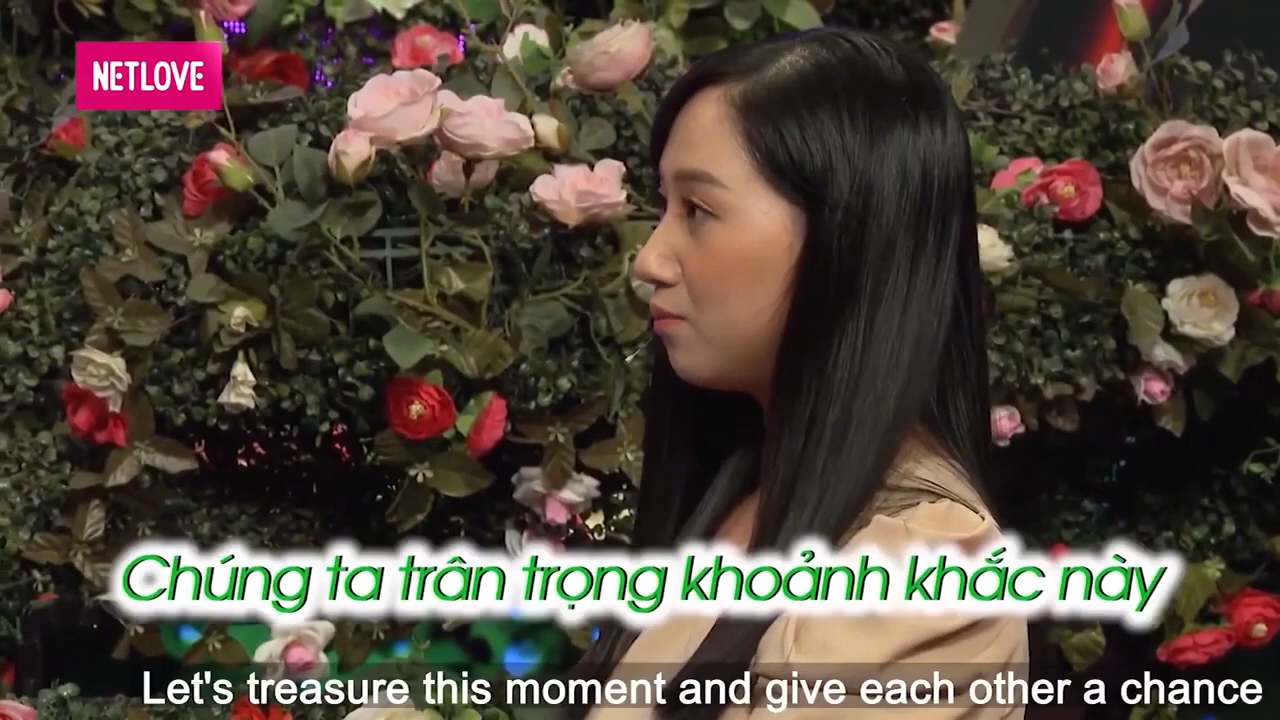 NETLOVE
Chúng ta trân trọng khoảnh khắc này
Let's treasure this moment and give each other a chance